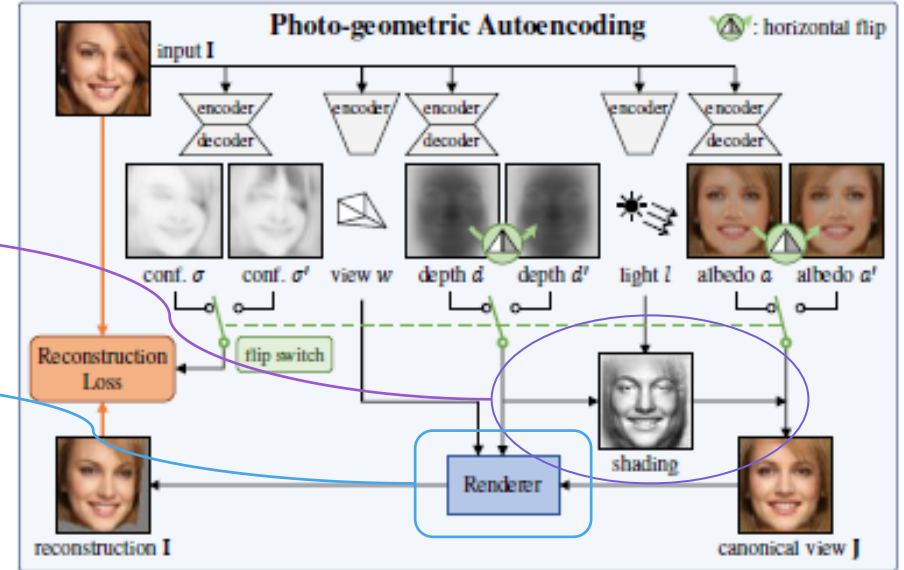 Photo-geometric Autoencoding
: horizontal flip
input I
encoder
decoder
encoder
encoder
decoder
encoder
encoder
decoder
conf. σ
conf. σ'
view w
depth d
depth d'
light l
albedo a
albedo a'
flip switch
Reconstruction
Loss
shading
Renderer
reconstruction I
canonical view J